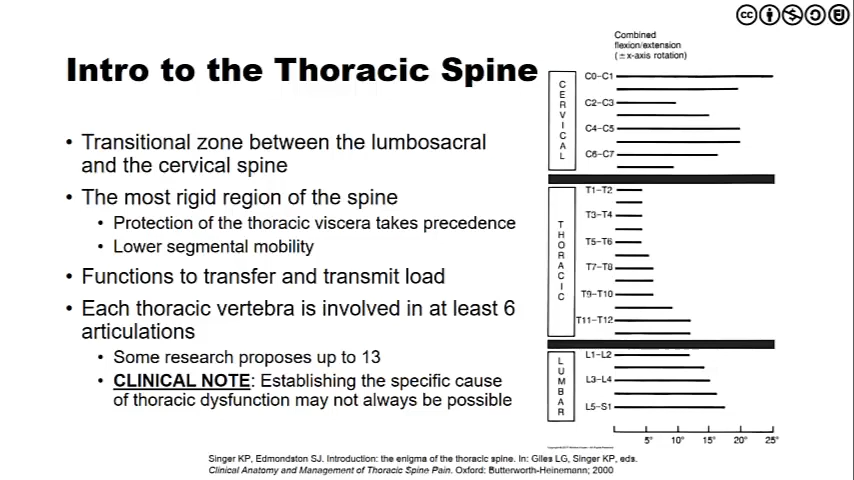 Intro to the Thoracic Spine
• Transitional zone between the lumbosacral
and the cervical spine
• The most rigid region of the spine
• Protection of the thoracic viscera takes precedence
• Lower segmental mobility
• Functions to transfer and transmit load
• Each thoracic vertebra is involved in at least 6
articulations
• Some research proposes up to 13
• CLINICAL NOTE: Establishing the specific cause
of thoracic dysfunction may not always be possible
Combined
flexion/extension
(±x-axis rotation)
CERVICAL
C0–C1
C2–C3
C4–C5
C6–C7
THORACIC
T1–T2
T3–T4
T5–T6
T7–T8
T9–T10
T11–T12
LUMBAR
L1–L2
L3–L4
L5–S1
5° 10° 15° 20° 25°
Singer KP, Edmondston SJ. Introduction: the enigma of the thoracic spine. In: Giles LG, Singer KP, eds.
Clinical Anatomy and Management of Thoracic Spine Pain. Oxford: Butterworth-Heinemann; 2000